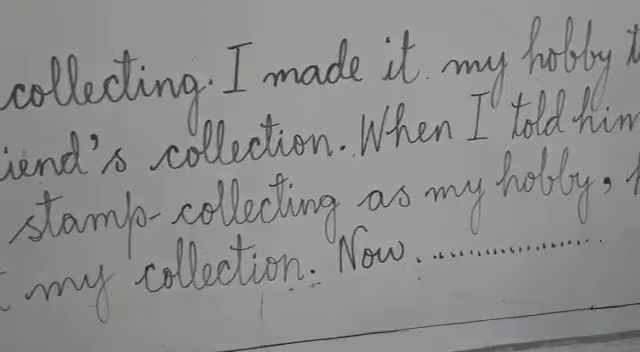 collecting. I made it my hobby
iend's collection. When I told him
stamp-collecting as my hobby,
my collection. Now....................